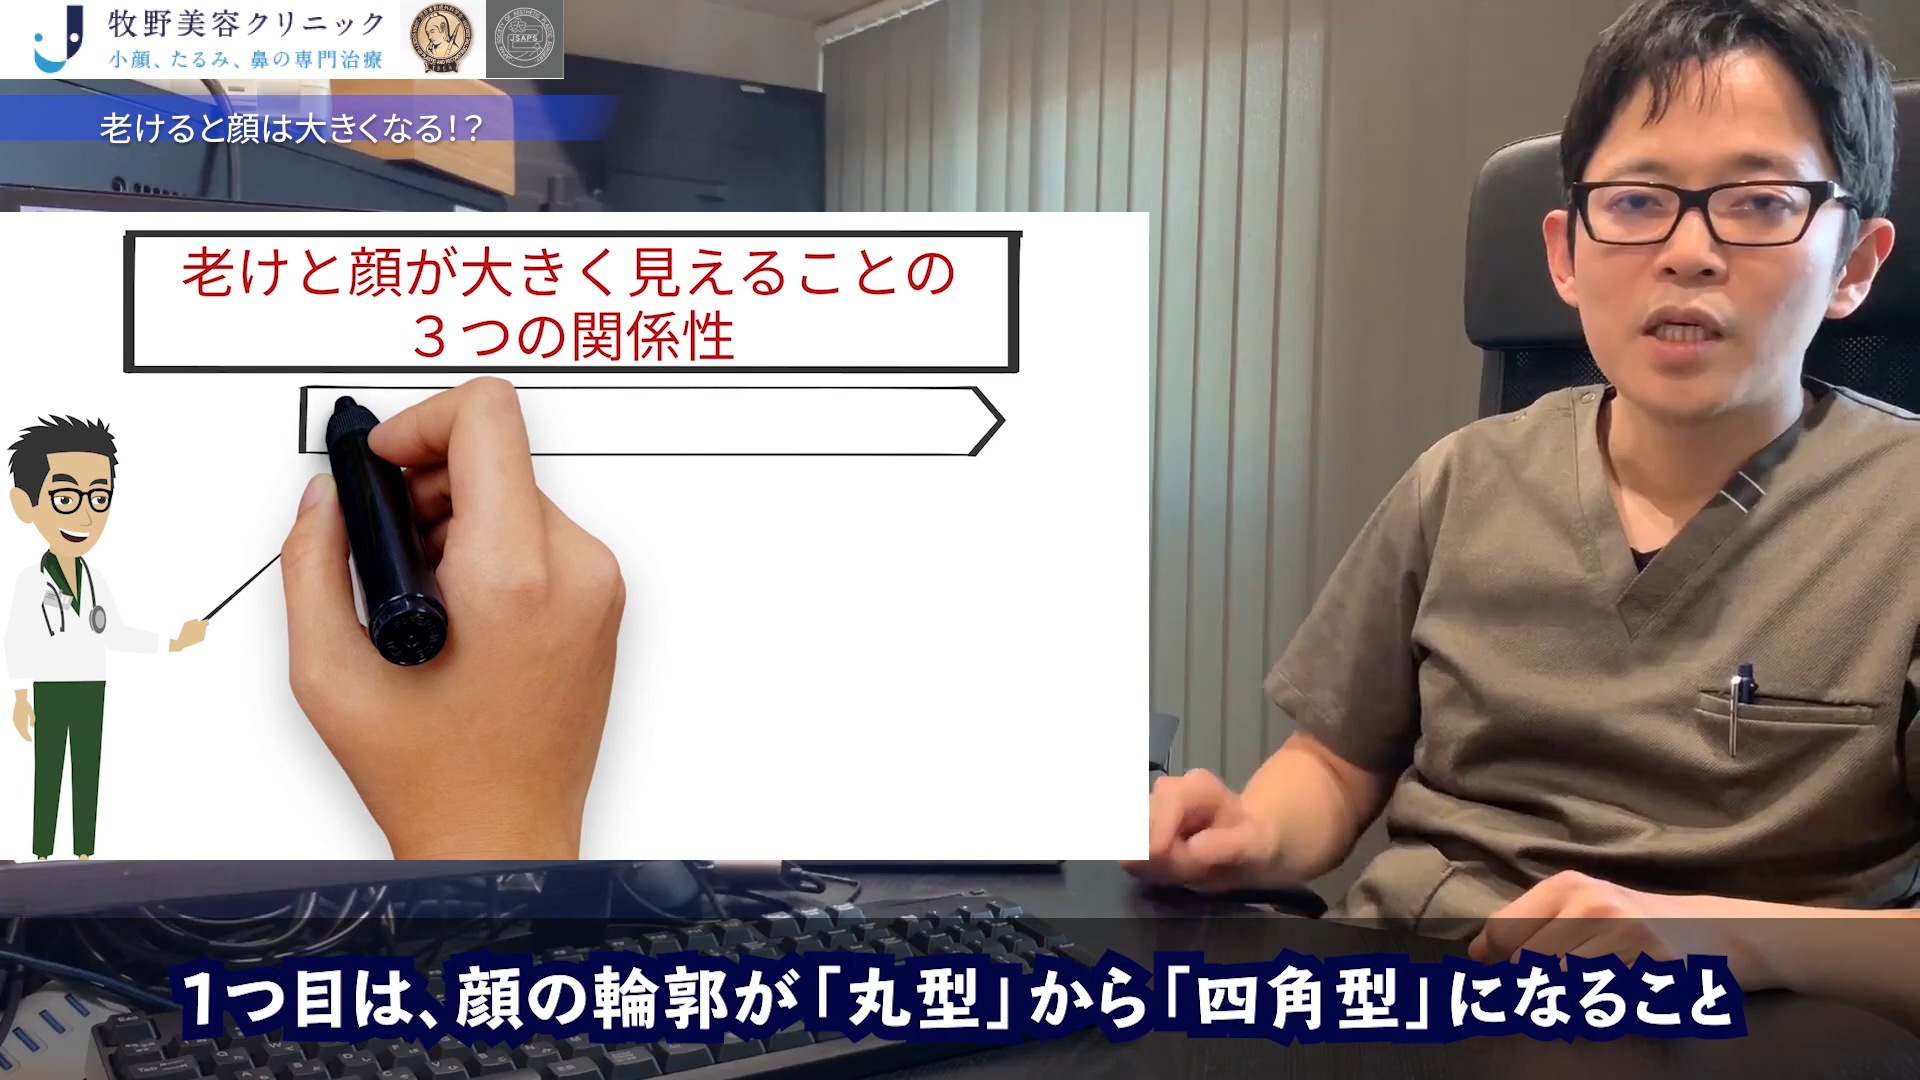 牧野美容クリニック
小顔、たるみ、鼻の専門治療
JSAPS
老けると顔は大きくなる!?
老けと顔が大きく見えることの
３つの関係性
1つ目は、顔の輪郭が「丸型」から「四角型」になること